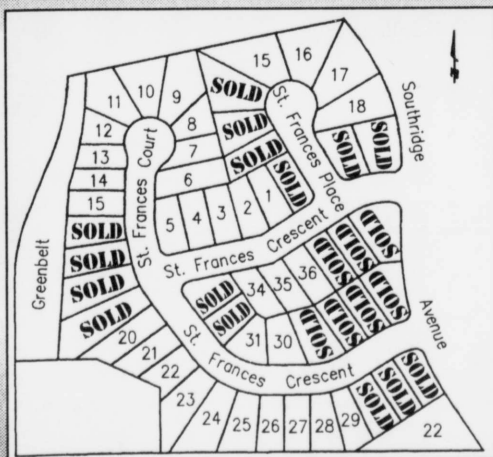 15
16
17
18
Southridge
SOLD
SOLD
SOLD
SOLD
St. Frances Place
SOLD
SOLD
11
10
9
8
7
6
12
13
14
15
St. Frances Court
5
4
3
2
1
Greenbelt
SOLD
SOLD
SOLD
SOLD
St. Frances Crescent
SOLD
SOLD
34
35
36
SOLD
SOLD
SOLD
31
30
SOLD
SOLD
SOLD
SOLD
Avenue
St. Frances Crescent
20
21
22
23
24
25
26
27
28
29
SOLD
SOLD
SOLD
22